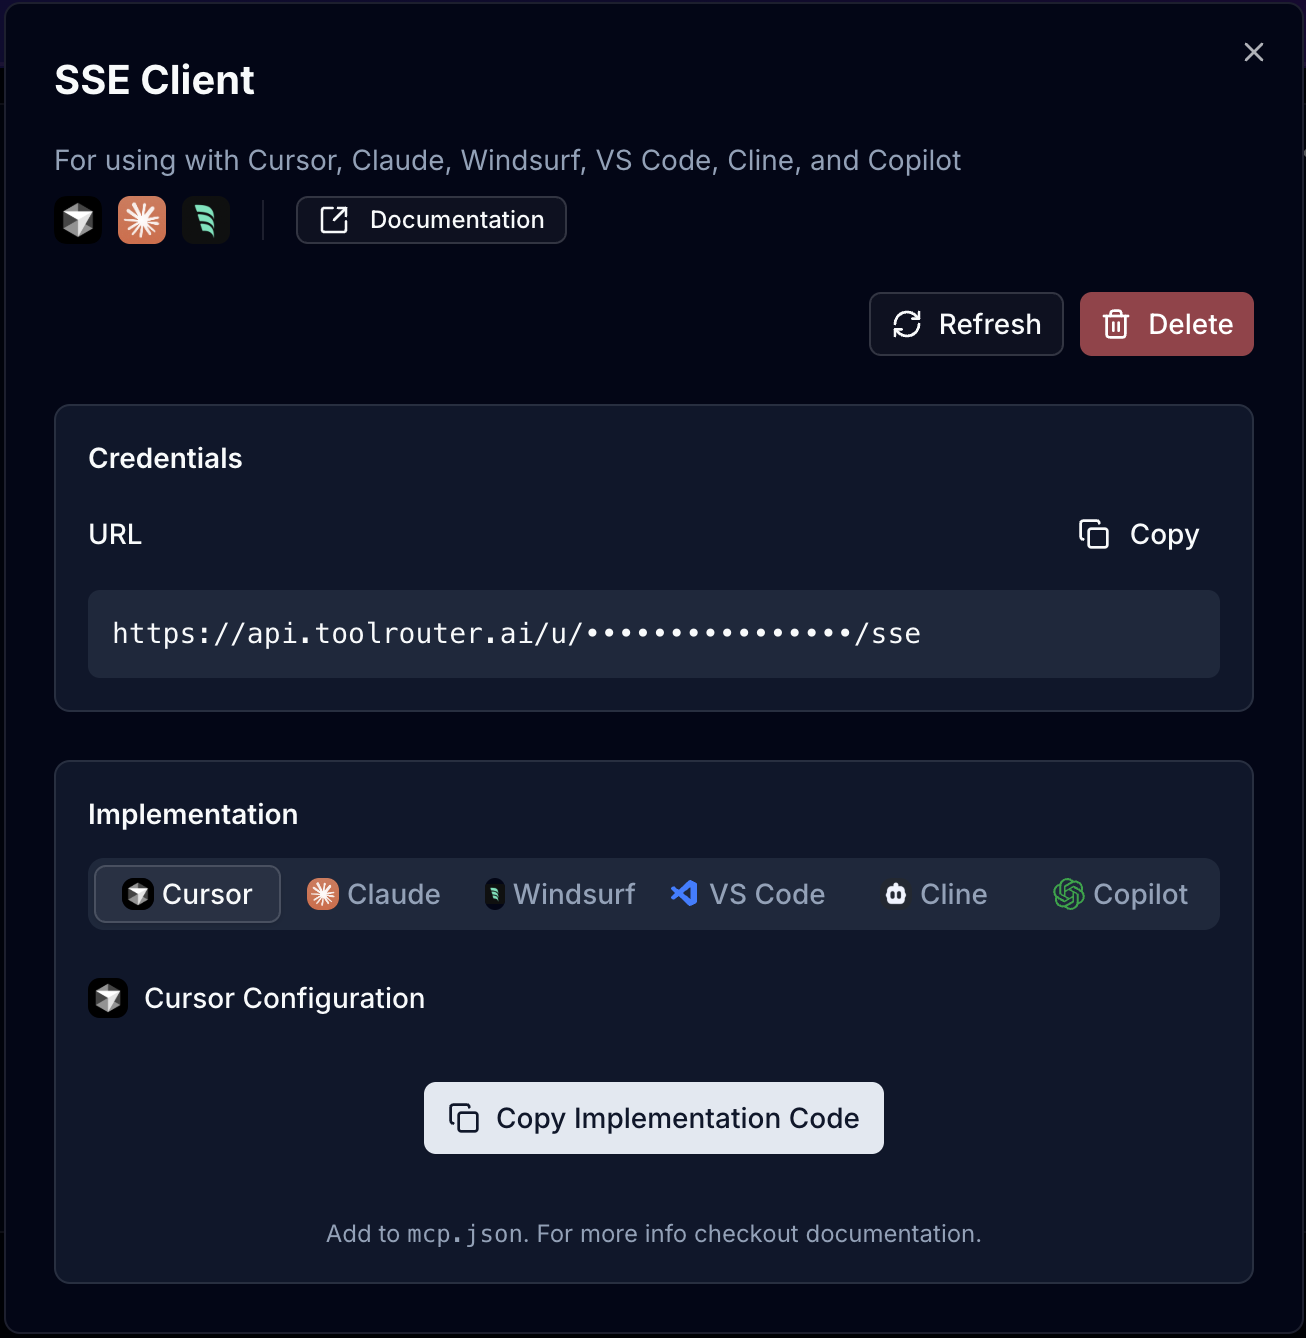 SSE Client
For using with Cursor, Claude, Windsurf, VS Code, Cline, and Copilot
Documentation
Refresh
Delete
Credentials
URL
Copy
https://api.toolrouter.ai/u/••••••••••••••••/sse
Implementation
Cursor
Claude
Windsurf
VS Code
Cline
Copilot
Cursor Configuration
Copy Implementation Code
Add to mcp.json. For more info checkout documentation.